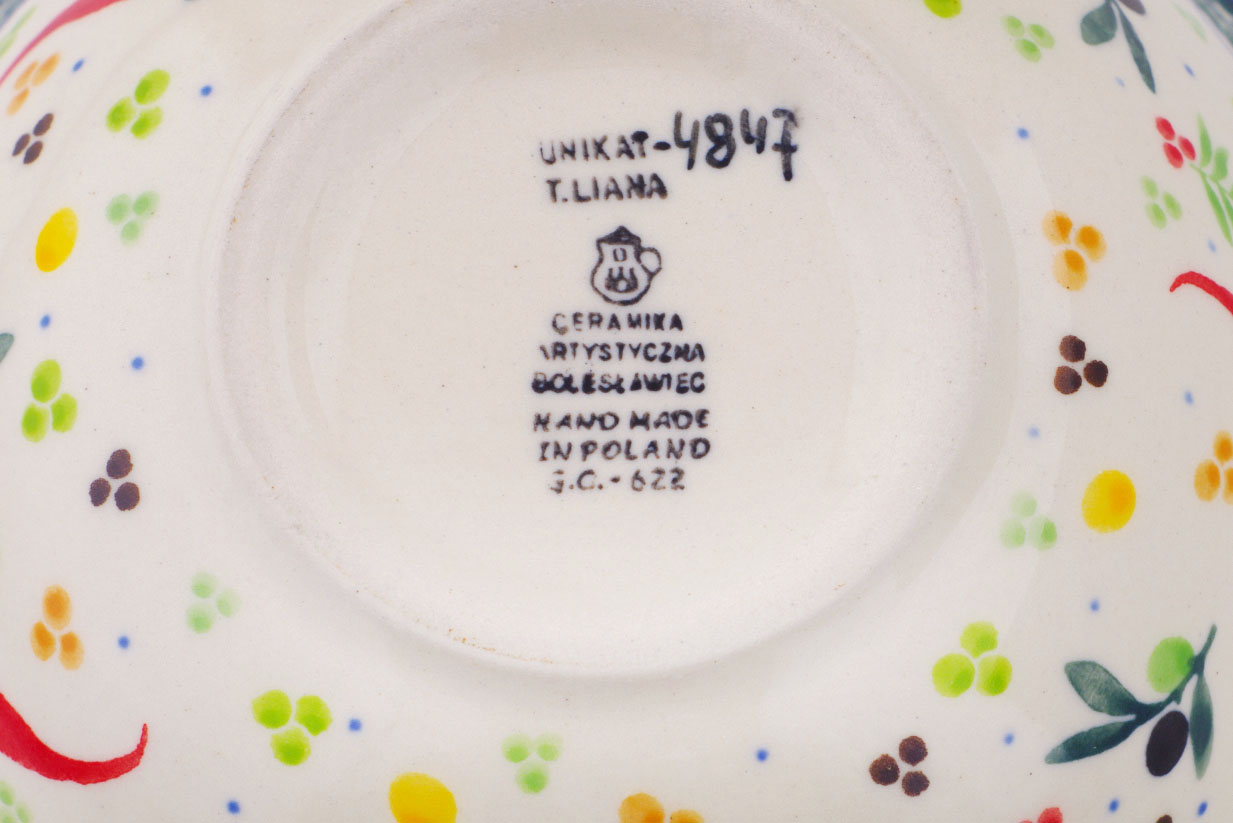 UNIKAT-4847
T.LIANA
CERAMIKA
ARTYSTYCZNA
BOLESŁAWIEC
HAND MADE
IN POLAND
G.C.-622